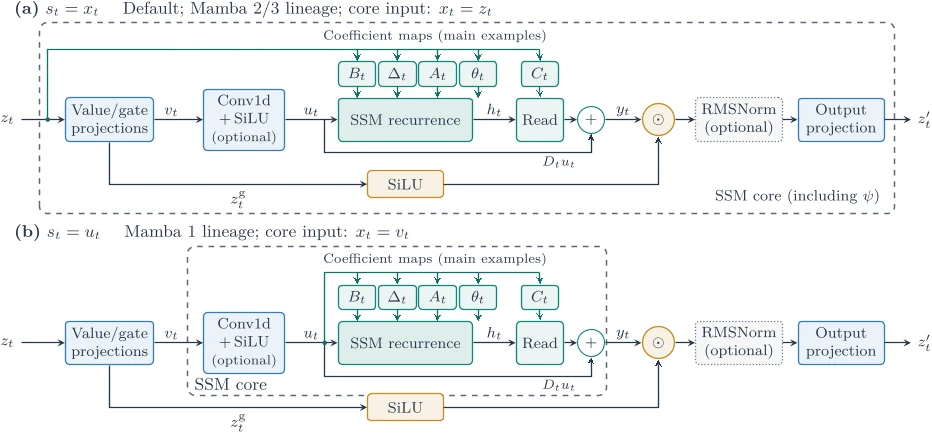 (a) s_t = x_t Default; Mamba 2/3 lineage; core input: x_t = z_t
Coefficient maps (main examples)
B_t Δ_t A_t θ_t C_t
z_t
Value/gate
projections
v_t
Conv1d
+ SiLU
(optional)
u_t
SSM recurrence
h_t
Read
+
y_t
⊙
RMSNorm
(optional)
Output
projection
z′_t
D_t u_t
z_t^g
SiLU
SSM core (including ψ)
(b) s_t = u_t Mamba 1 lineage; core input: x_t = v_t
Coefficient maps (main examples)
B_t Δ_t A_t θ_t C_t
z_t
Value/gate
projections
v_t
Conv1d
+ SiLU
(optional)
u_t
SSM recurrence
h_t
Read
+
y_t
⊙
RMSNorm
(optional)
Output
projection
z′_t
SSM core
D_t u_t
z_t^g
SiLU